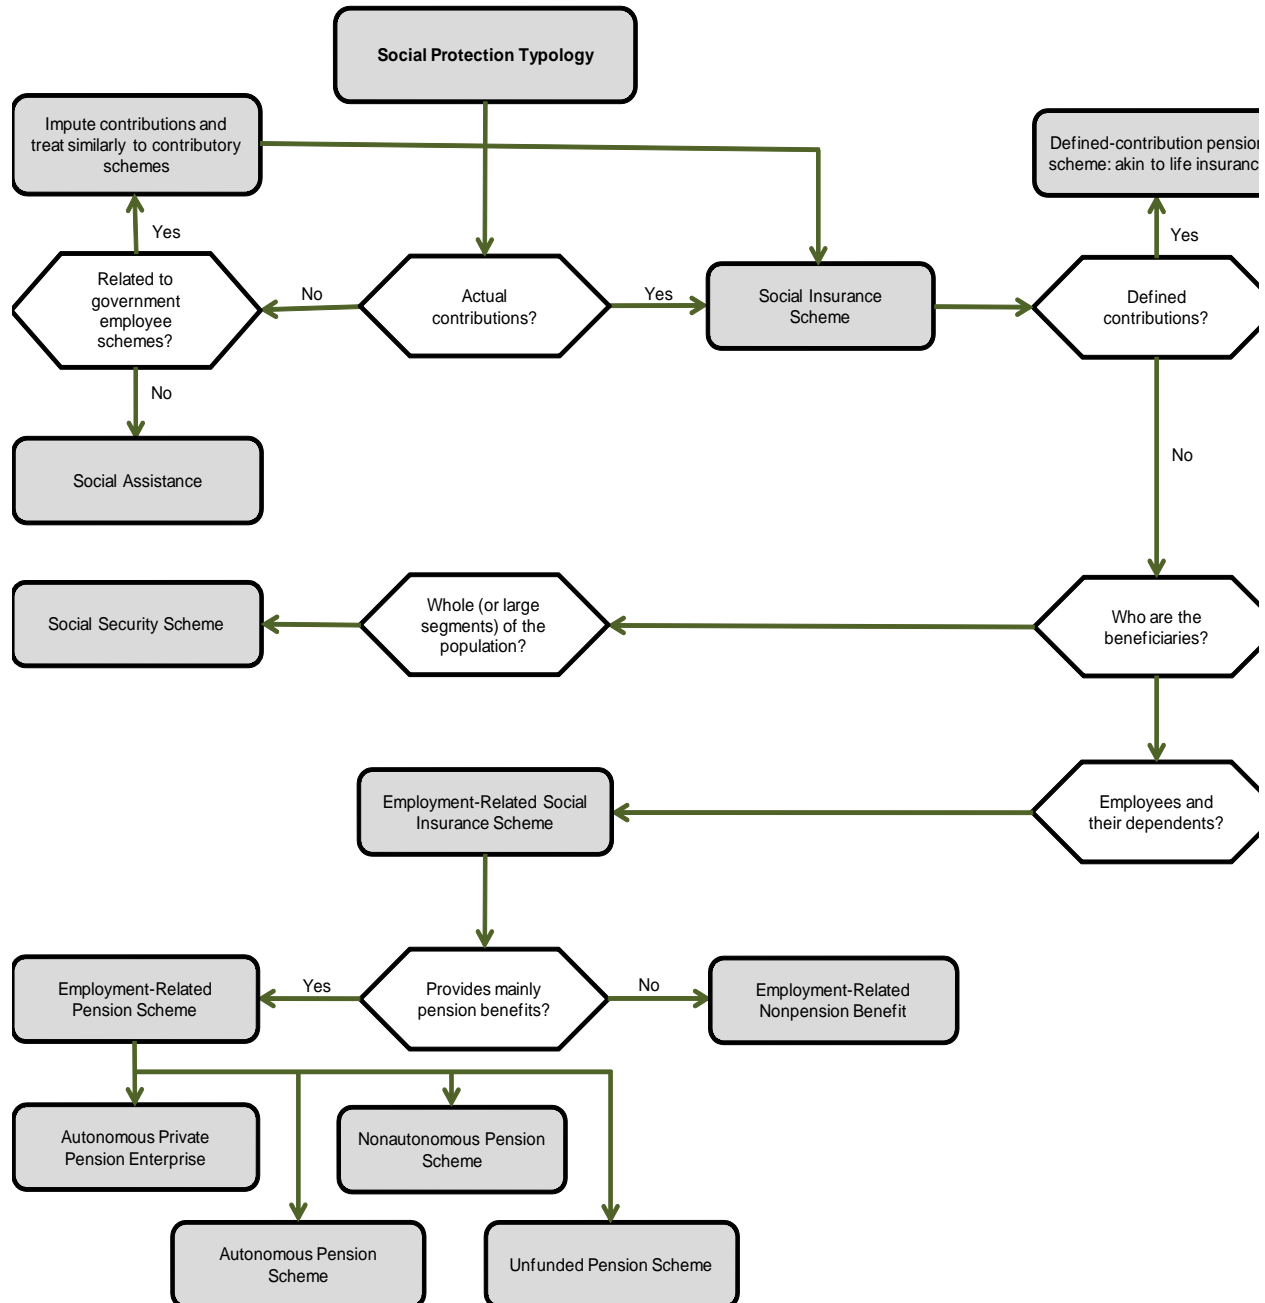 Social Protection Typology
Impute contributions and
treat similarly to contributory
schemes
Defined-contribution pension
scheme: akin to life insurance
Yes
Yes
Related to
government
employee
schemes?
No
Actual
contributions?
Yes
Social Insurance
Scheme
Defined
contributions?
No
No
Social Assistance
Social Security Scheme
Whole (or large
segments) of the
population?
Who are the
beneficiaries?
Employment-Related Social
Insurance Scheme
Employees and
their dependents?
Employment-Related
Pension Scheme
Yes
Provides mainly
pension benefits?
No
Employment-Related
Nonpension Benefit
Autonomous Private
Pension Enterprise
Nonautonomous Pension
Scheme
Autonomous Pension
Scheme
Unfunded Pension Scheme